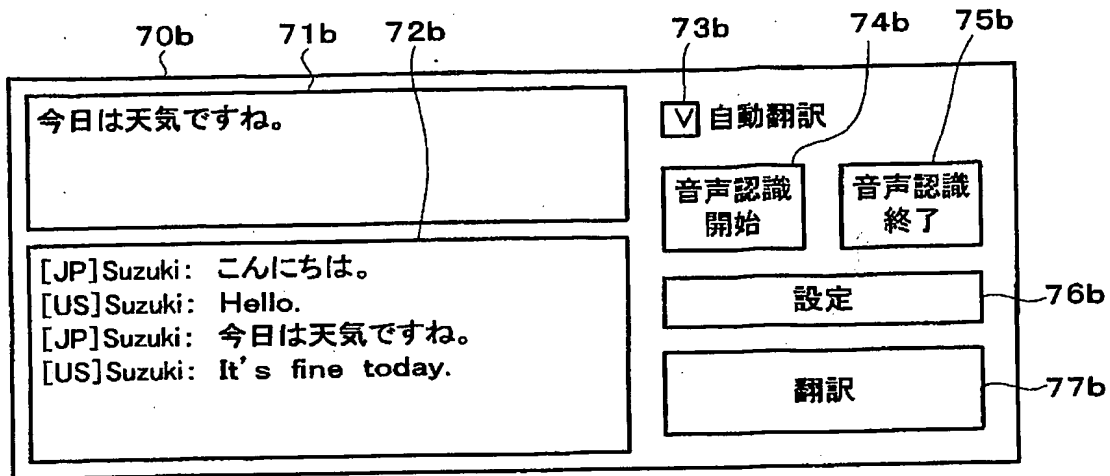 70b
71b
72b
73b
74b
75b
今日は天気ですね。
V 自動翻訳
音声認識
開始
音声認識
終了
[JP]Suzuki: こんにちは。
[US]Suzuki: Hello.
[JP]Suzuki: 今日は天気ですね。
[US]Suzuki: It's fine today.
設定
76b
翻訳
77b